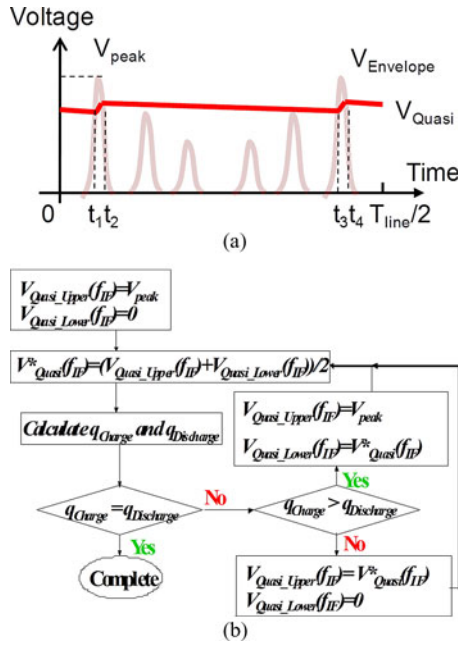 Voltage
V_peak
V_Envelope
V_Quasi
Time
0 t₁t₂ t₃t₄ T_line/2
(a)
V_Quasi_Upper(f_IF)=V_peak
V_Quasi_Lower(f_IF)=0
V*_Quasi(f_IF)=(V_Quasi_Upper(f_IF)+V_Quasi_Lower(f_IF))/2
Calculate q_Charge and q_Discharge
V_Quasi_Upper(f_IF)=V_peak
V_Quasi_Lower(f_IF)=V*_Quasi(f_IF)
Yes
q_Charge=q_Discharge
No
q_Charge>q_Discharge
Yes
No
Complete
V_Quasi_Upper(f_IF)=V*_Quasi(f_IF)
V_Quasi_Lower(f_IF)=0
(b)